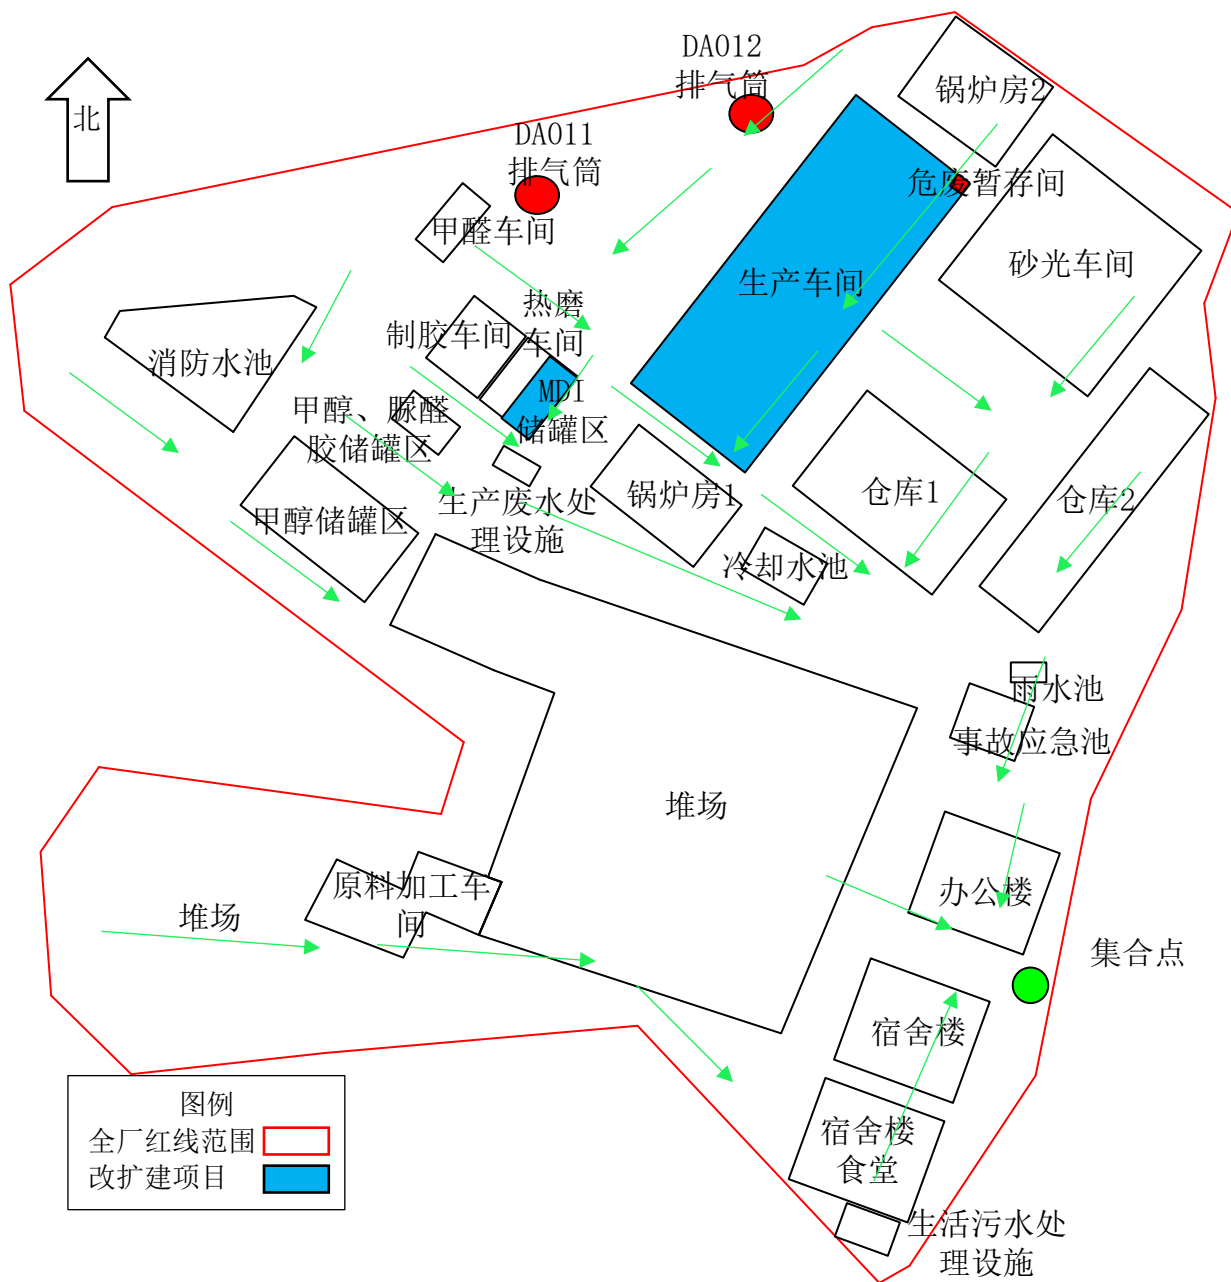 DA012
排气筒
锅炉房2
北
DA011
排气筒
危废暂存间
甲醛车间
砂光车间
生产车间
热磨
车间
制胶车间
消防水池
MDI
储罐区
甲醇、脲醛
胶储罐区
锅炉房1
仓库1
仓库2
甲醇储罐区
生产废水处
理设施
冷却水池
雨水池
事故应急池
堆场
办公楼
原料加工车
间
堆场
集合点
宿舍楼
图例
全厂红线范围
改扩建项目
宿舍楼
食堂
生活污水处
理设施